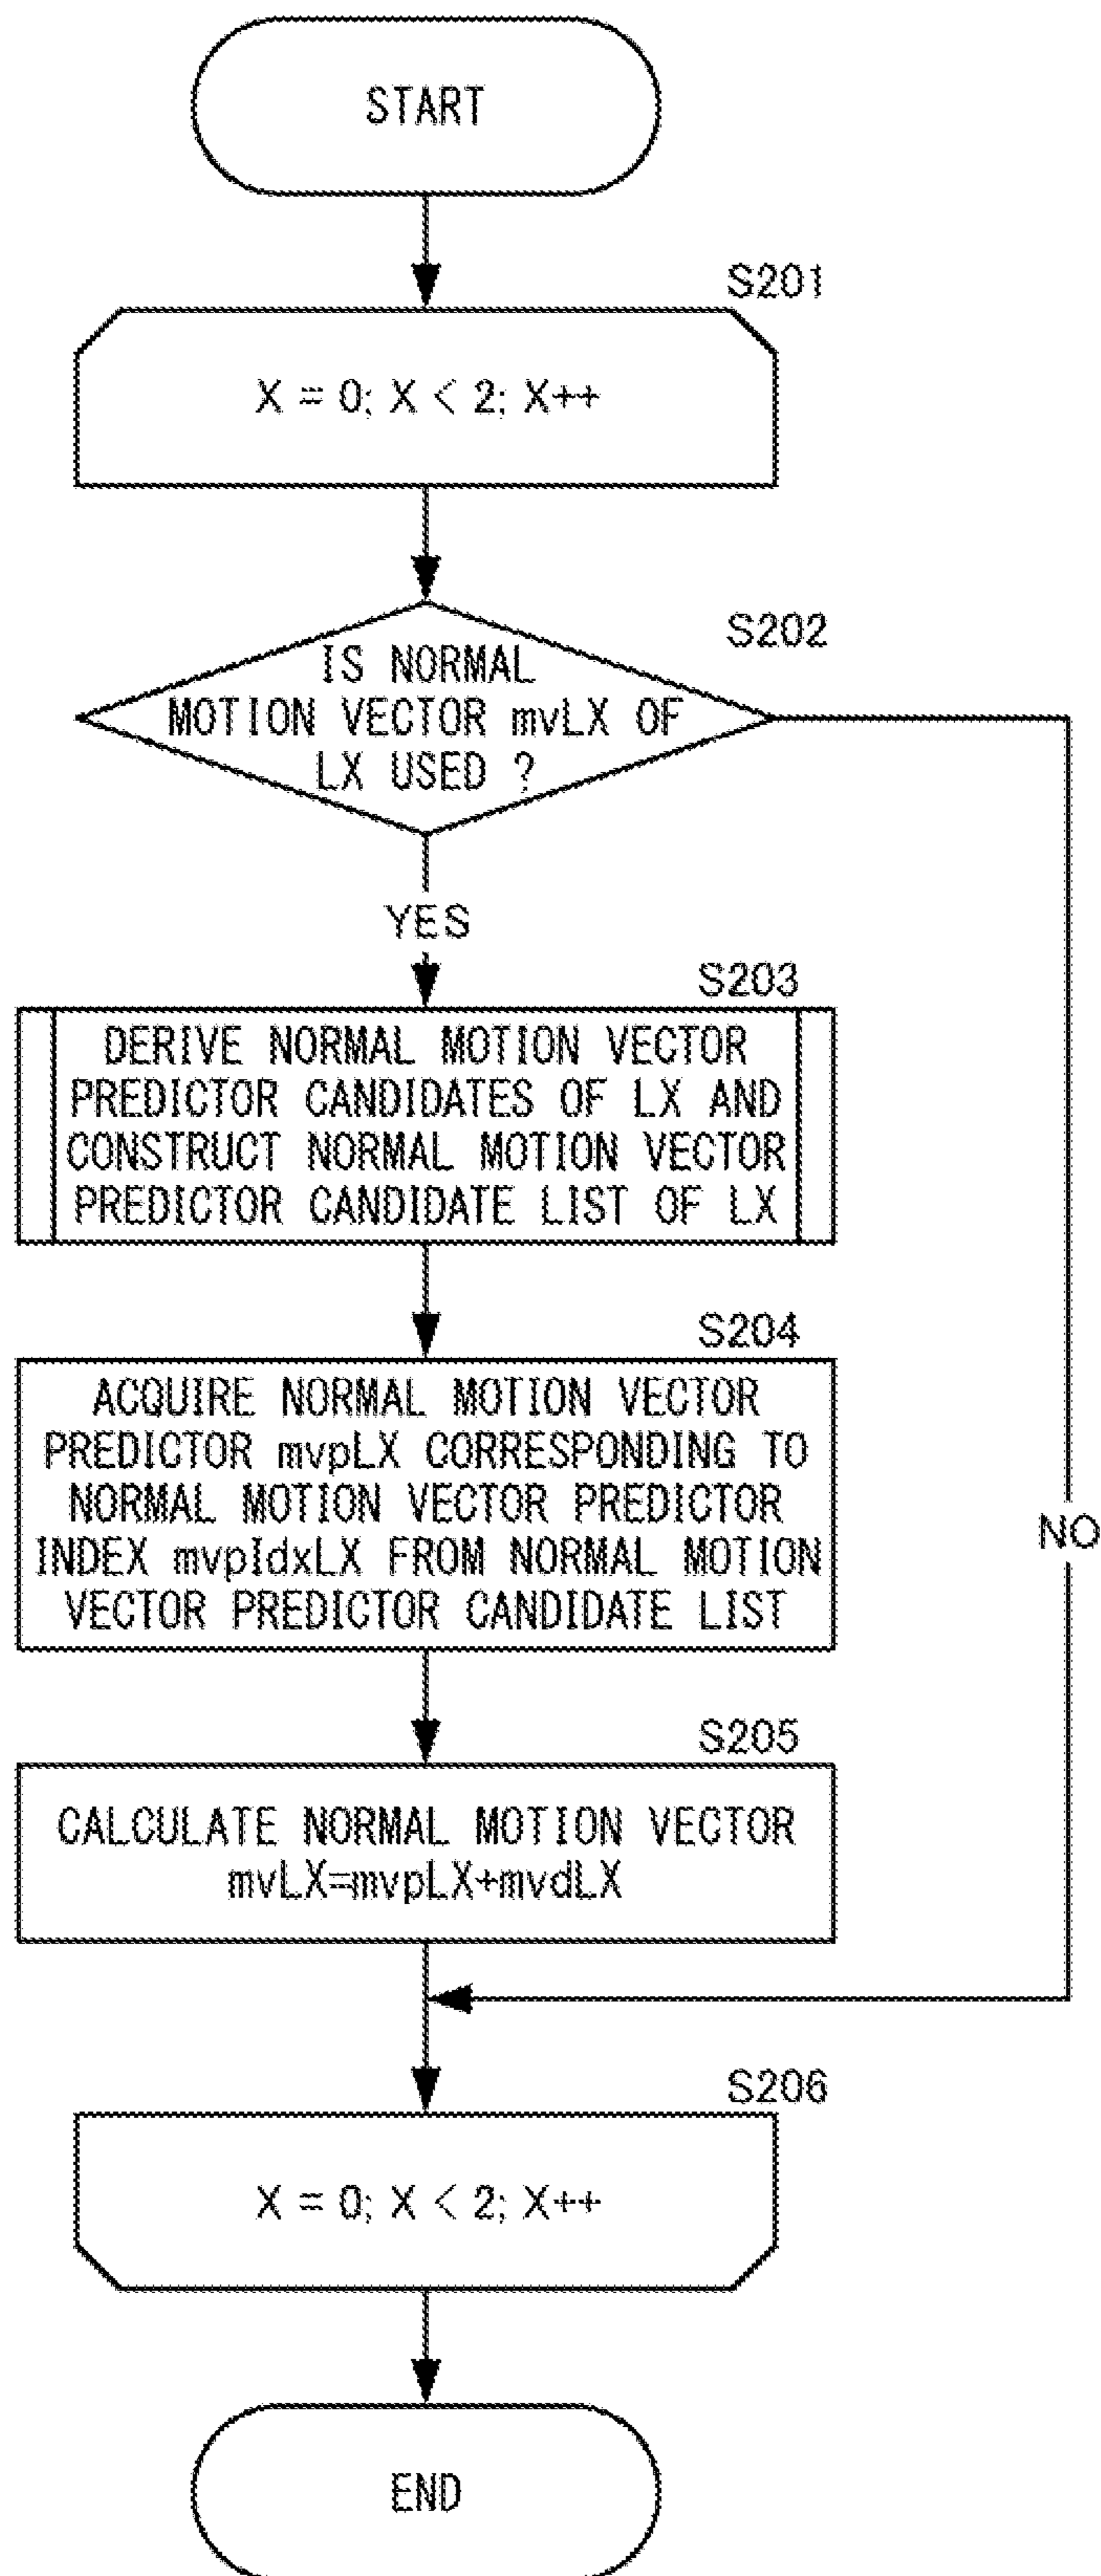 START
S201
X = 0; X < 2; X++
S202
IS NORMAL
MOTION VECTOR mvLX OF
LX USED ?
YES
NO
S203
DERIVE NORMAL MOTION VECTOR
PREDICTOR CANDIDATES OF LX AND
CONSTRUCT NORMAL MOTION VECTOR
PREDICTOR CANDIDATE LIST OF LX
S204
ACQUIRE NORMAL MOTION VECTOR
PREDICTOR mvpLX CORRESPONDING TO
NORMAL MOTION VECTOR PREDICTOR
INDEX mvpIdxLX FROM NORMAL MOTION
VECTOR PREDICTOR CANDIDATE LIST
S205
CALCULATE NORMAL MOTION VECTOR
mvLX=mvpLX+mvdLX
S206
X = 0; X < 2; X++
END